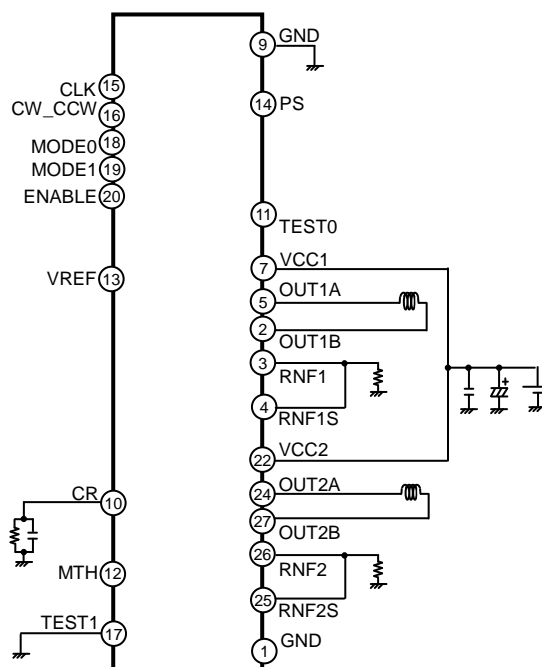 9 GND
14 PS
15 CLK
16 CW_CCW
18 MODE0
19 MODE1
20 ENABLE
11 TEST0
13 VREF
7 VCC1
5 OUT1A
2 OUT1B
3 RNF1
4 RNF1S
+
22 VCC2
24 OUT2A
27 OUT2B
10 CR
26 RNF2
12 MTH
25 RNF2S
17 TEST1
1 GND